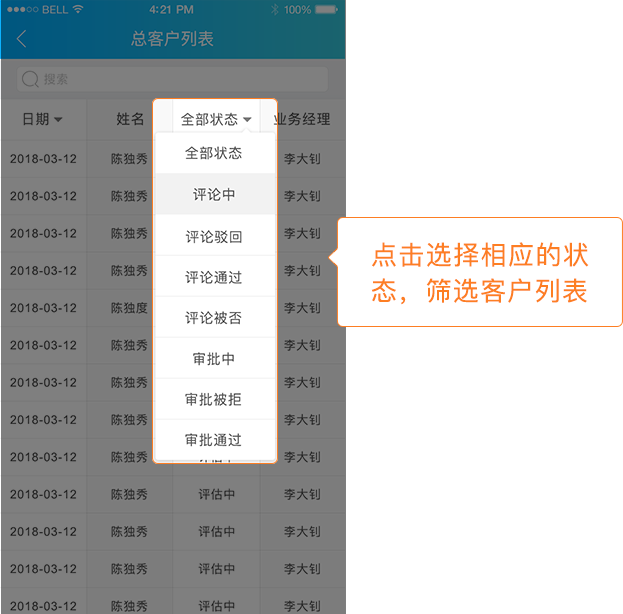 BELL 4:21 PM 100%
总客户列表
搜索
日期 姓名 全部状态 业务经理
全部状态
评论中
评论驳回
评论通过
评论被否
审批中
审批被拒
审批通过
2018-03-12 陈独秀 李大钊
2018-03-12 陈独秀 李大钊
2018-03-12 陈独秀 李大钊
2018-03-12 陈独秀 李大钊
2018-03-12 陈独度 李大钊
2018-03-12 陈独秀 李大钊
2018-03-12 陈独秀 李大钊
2018-03-12 陈独秀 李大钊
2018-03-12 陈独秀 李大钊
2018-03-12 陈独秀 评估中 李大钊
2018-03-12 陈独秀 评估中 李大钊
2018-03-12 陈独秀 评估中 李大钊
2018-03-12 陈独秀 评估中 李大钊
点击选择相应的状
态，筛选客户列表